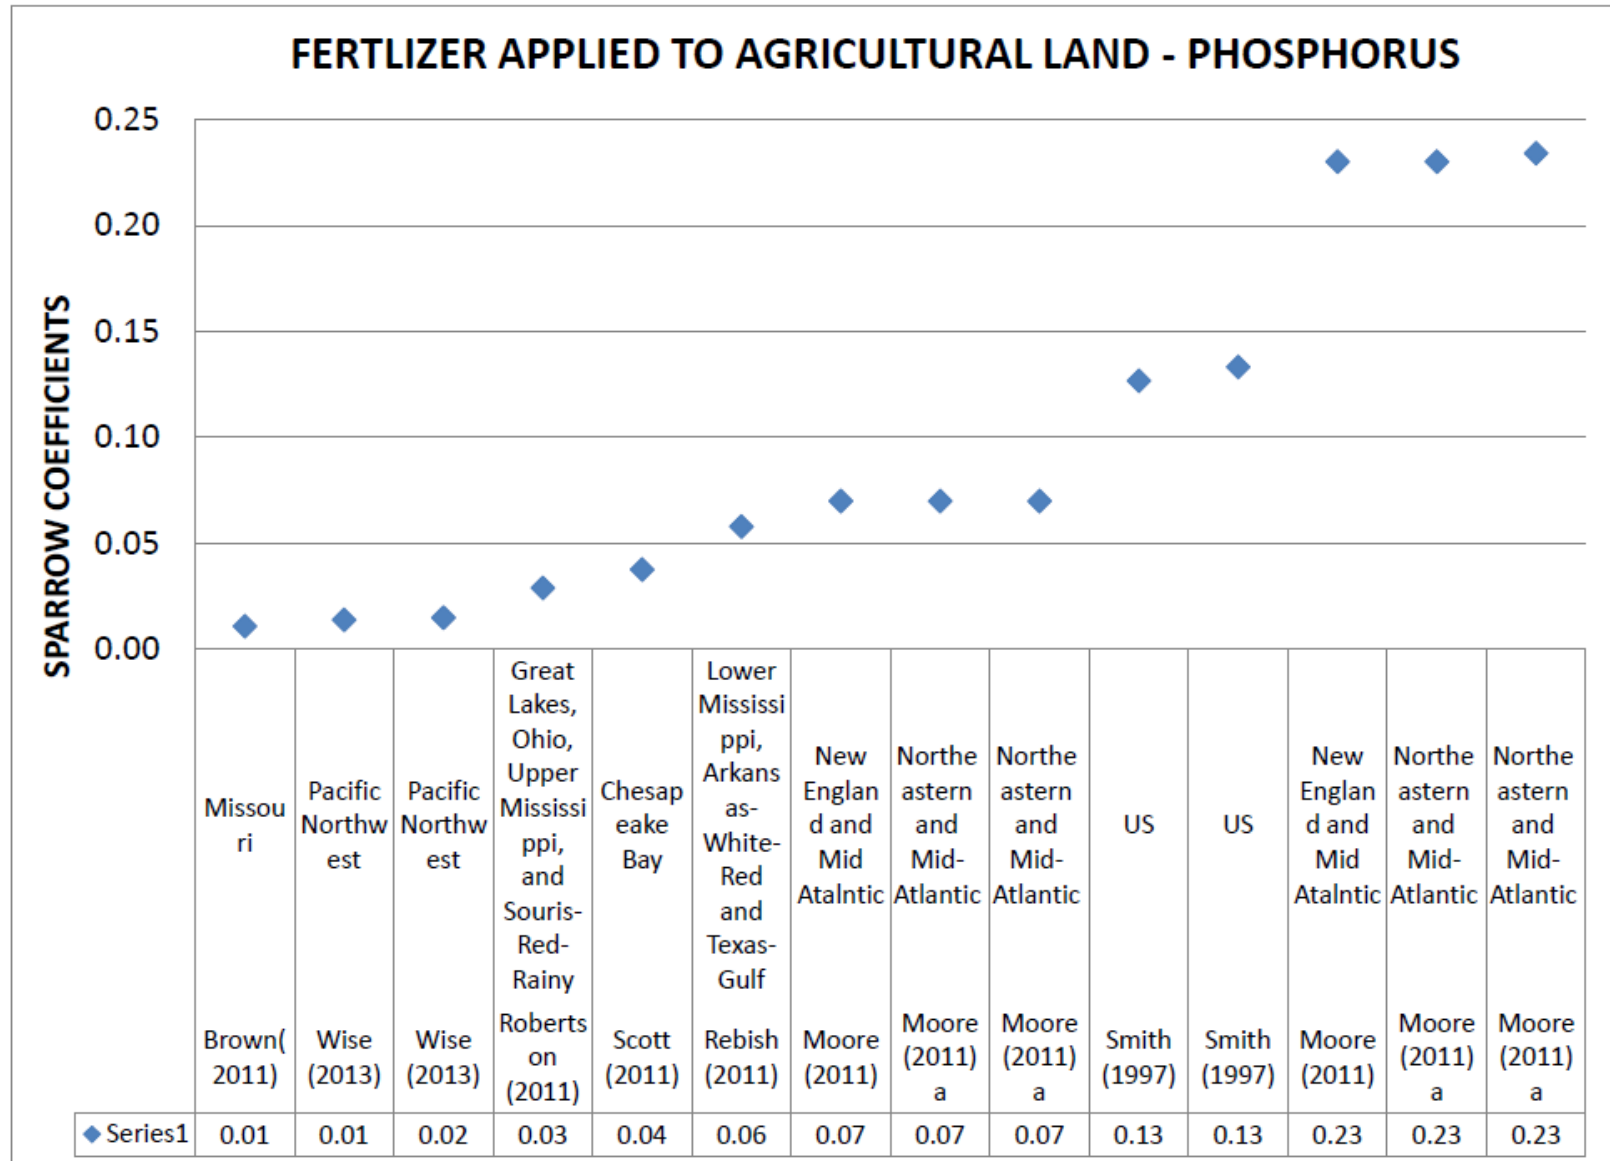 FERTLIZER APPLIED TO AGRICULTURAL LAND - PHOSPHORUS
SPARROW COEFFICIENTS
0.25
0.20
0.15
0.10
0.05
0.00
Missou
ri
Pacific
Northw
est
Pacific
Northw
est
Great
Lakes,
Ohio,
Upper
Mississi
ppi,
and
Souris-
Red-
Rainy
Chesap
eake
Bay
Lower
Mississi
ppi,
Arkans
as-
White-
Red
and
Texas-
Gulf
New
Englan
d and
Mid
Atalntic
Northe
astern
and
Mid-
Atlantic
Northe
astern
and
Mid-
Atlantic
US
US
New
Englan
d and
Mid
Atalntic
Northe
astern
and
Mid-
Atlantic
Northe
astern
and
Mid-
Atlantic
Brown(
2011)
Wise
(2013)
Wise
(2013)
Roberts
on
(2011)
Scott
(2011)
Rebish
(2011)
Moore
(2011)
Moore
(2011)
a
Moore
(2011)
a
Smith
(1997)
Smith
(1997)
Moore
(2011)
Moore
(2011)
a
Moore
(2011)
a
Series1 0.01 0.01 0.02 0.03 0.04 0.06 0.07 0.07 0.07 0.13 0.13 0.23 0.23 0.23